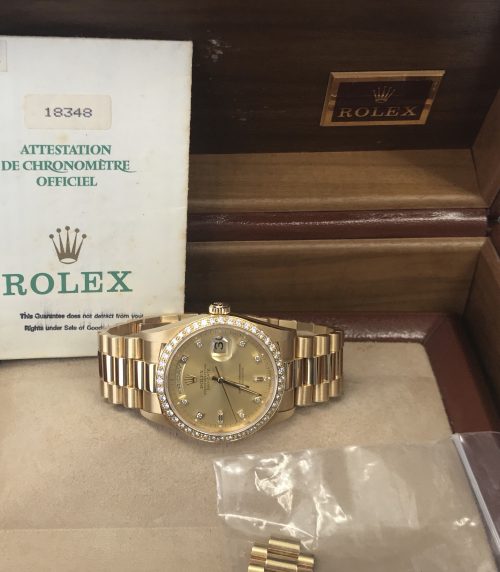 18348
ATTESTATION
DE CHRONOMÈTRE
OFFICIEL
ROLEX
This Guarantee does not detract from your
Rights under Sale of Goods
ROLEX
ROLEX